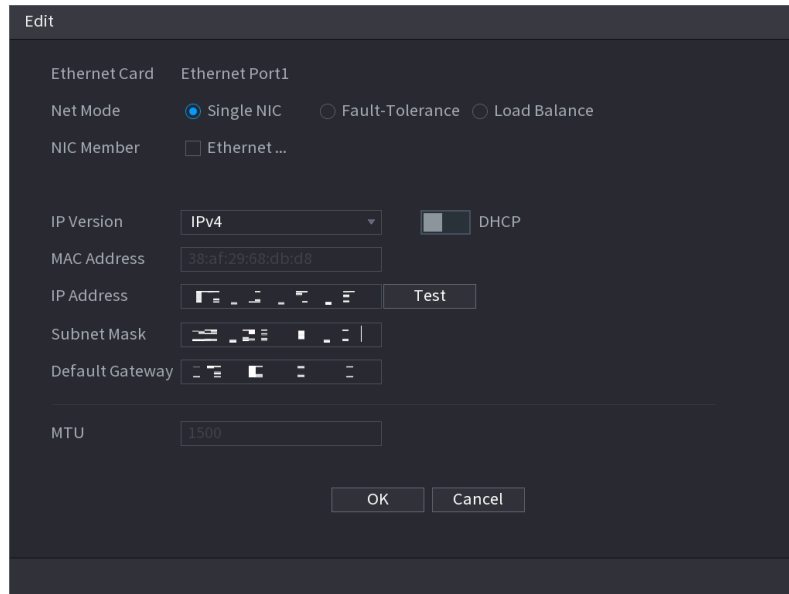 Edit
Ethernet Card Ethernet Port1
Net Mode Single NIC Fault-Tolerance Load Balance
NIC Member Ethernet ...
IP Version IPv4 DHCP
MAC Address 38:af:29:68:db:d8
IP Address Test
Subnet Mask
Default Gateway
MTU 1500
OK Cancel